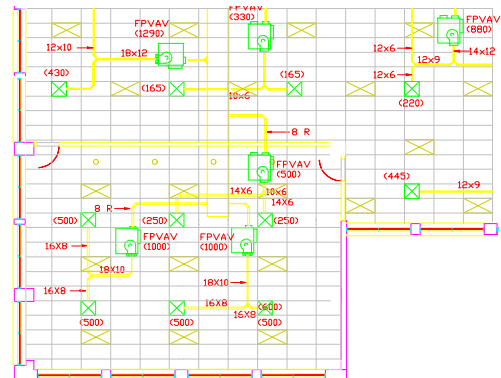 FPVAV
(330)
FPVAV
(1290)
FPVAV
(880)
12x10
18x12
12x6
14x12
12x9
(430)
(165)
(165)
12x6
10x6
(220)
8 R
FPVAV
(500)
(445)
12x9
14X6
10x6
14X6
8 R
(500)
(250)
(250)
FPVAV
(1000)
FPVAV
(1000)
16X8
18X10
16X8
18X10
16X8
(600)
16X8
(500)
(500)
(500)